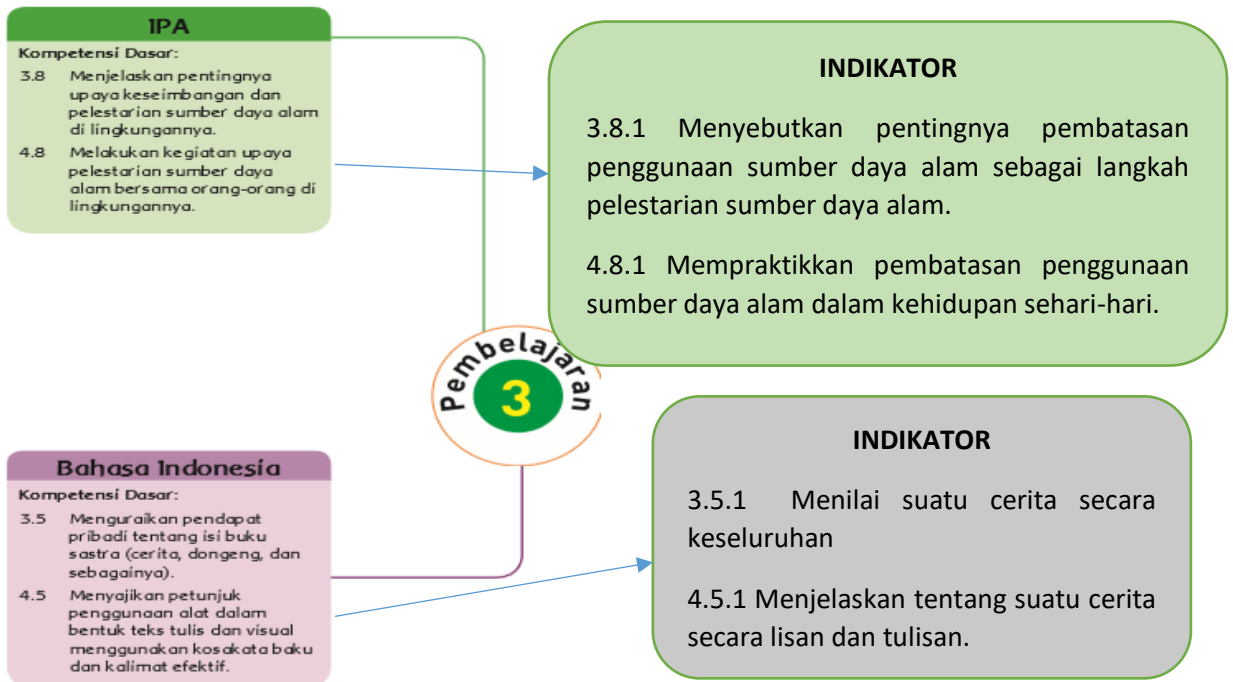 IPA
Kompetensi Dasar:
3.8 Menjelaskan pentingnya
upaya keseimbangan dan
pelestarian sumber daya alam
di lingkungannya.
4.8 Melakukan kegiatan upaya
pelestarian sumber daya
alam bersama orang-orang di
lingkungannya.
INDIKATOR
3.8.1 Menyebutkan pentingnya pembatasan
penggunaan sumber daya alam sebagai langkah
pelestarian sumber daya alam.
4.8.1 Mempraktikkan pembatasan penggunaan
sumber daya alam dalam kehidupan sehari-hari.
Pembelajaran
3
Bahasa Indonesia
Kompetensi Dasar:
3.5 Menguraikan pendapat
pribadi tentang isi buku
sastra (cerita, dongeng, dan
sebagainya).
4.5 Menyajikan petunjuk
penggunaan alat dalam
bentuk teks tulis dan visual
menggunakan kosakata baku
dan kalimat efektif.
INDIKATOR
3.5.1 Menilai suatu cerita secara
keseluruhan
4.5.1 Menjelaskan tentang suatu cerita
secara lisan dan tulisan.